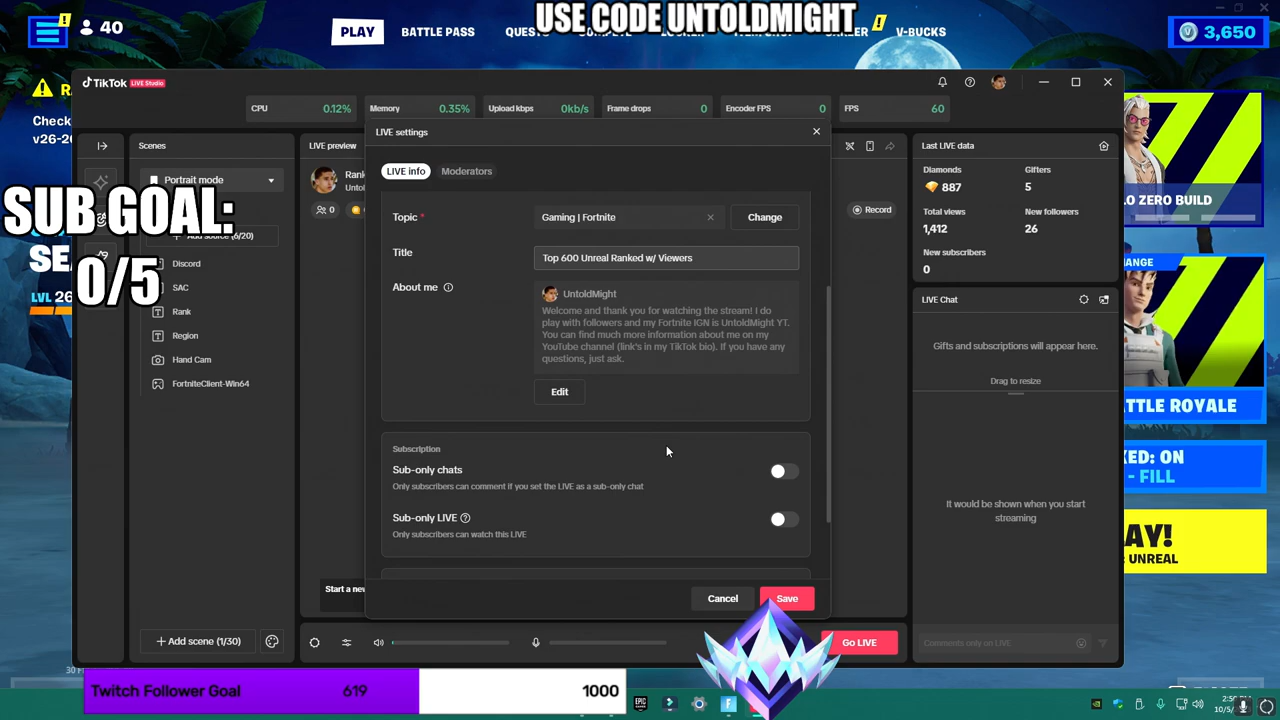 USE CODE UNTOLDMIGHT
40
PLAY
BATTLE PASS
CAREER
V-BUCKS
3,650
TikTok LIVE Studio
CPU 0.12%
Memory
Upload kbps 0kb/s
Frame drops 0
Encoder FPS 0
FPS 60
Check
LIVE settings
Scenes
LIVE preview
Last LIVE data
LIVE info
Moderators
Portrait mode
Diamonds
887
Gifters
5
Record
Total views
1,412
New followers
26
New subscribers
0
SUB GOAL:
0/5
Topic *
Gaming | Fortnite
Change
Title
Top 600 Unreal Ranked w/ Viewers
About me
UntoldMight
Welcome and thank you for watching the stream! I do
play with followers and my Fortnite IGN is UntoldMight YT.
You can find much more information about me on my
YouTube channel (link's in my TikTok bio). If you have any
questions, just ask.
Edit
Discord
SAC
Rank
Region
Hand Cam
FortniteClient-Win64
LIVE Chat
Gifts and subscriptions will appear here.
Drag to resize
It would be shown when you start
streaming
Subscription
Sub-only chats
Only subscribers can comment if you set the LIVE as a sub-only chat
Sub-only LIVE
Only subscribers can watch this LIVE
Cancel
Save
Add scene (1/30)
Go LIVE
Comments only on LIVE
O ZERO BUILD
TTLE ROYALE
KED: ON
- FILL
AY!
UNREAL
Twitch Follower Goal 619 1000